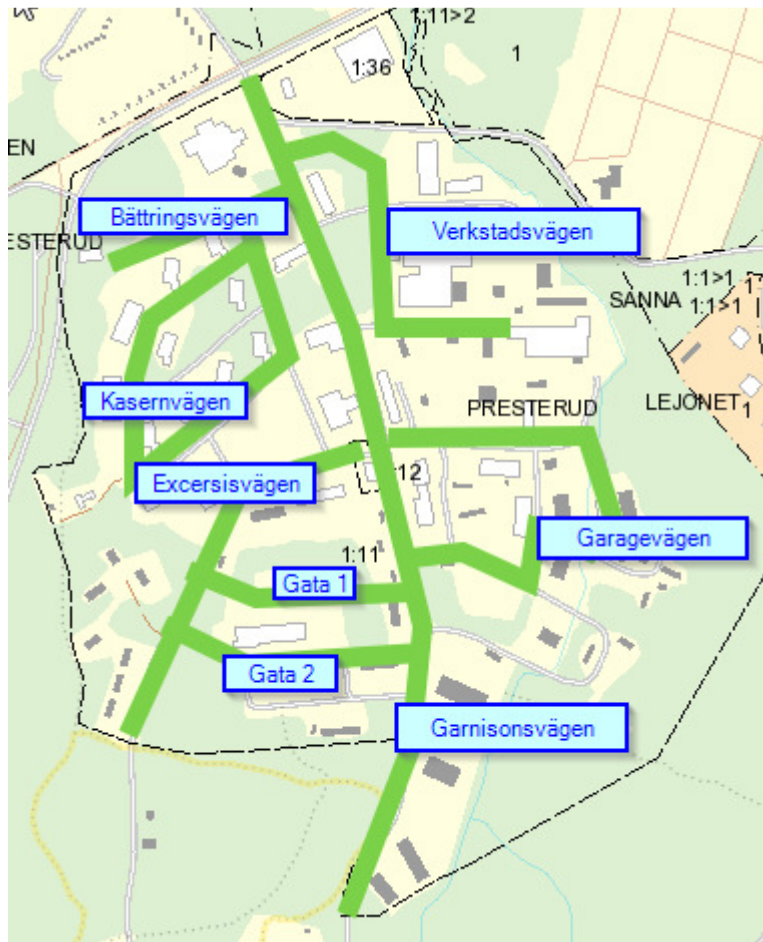 1:11>2
1
1:36
EN
Bättringsvägen
Verkstadsvägen
ESTERUD
1:1>1
SANNA
1:1>1
Kasernvägen
PRESTERUD
LEJONET
1
12
Excersisvägen
Garagevägen
1:11
Gata 1
Gata 2
Garnisonsvägen